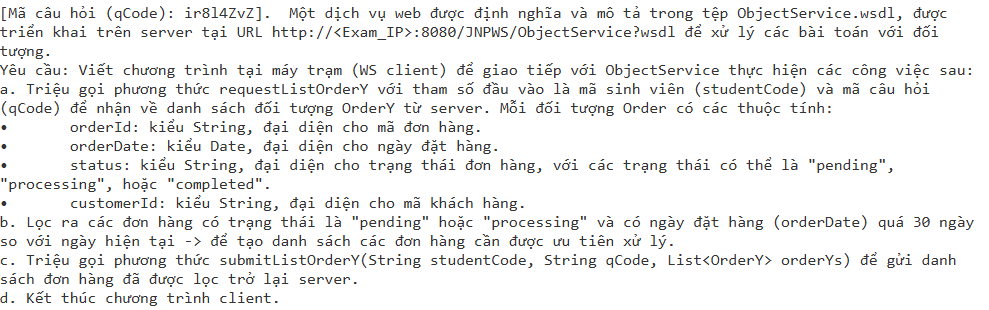 [Mã câu hỏi (qCode): ir8l4ZvZ].  Một dịch vụ web được định nghĩa và mô tả trong tệp ObjectService.wsdl, được
triển khai trên server tại URL http://<Exam_IP>:8080/JNPWS/ObjectService?wsdl để xử lý các bài toán với đối
tượng.
Yêu cầu: Viết chương trình tại máy trạm (WS client) để giao tiếp với ObjectService thực hiện các công việc sau:
a. Triệu gọi phương thức requestListOrderY với tham số đầu vào là mã sinh viên (studentCode) và mã câu hỏi
(qCode) để nhận về danh sách đối tượng OrderY từ server. Mỗi đối tượng Order có các thuộc tính:
•	orderId: kiểu String, đại diện cho mã đơn hàng.
•	orderDate: kiểu Date, đại diện cho ngày đặt hàng.
•	status: kiểu String, đại diện cho trạng thái đơn hàng, với các trạng thái có thể là "pending",
"processing", hoặc "completed".
•	customerId: kiểu String, đại diện cho mã khách hàng.
b. Lọc ra các đơn hàng có trạng thái là "pending" hoặc "processing" và có ngày đặt hàng (orderDate) quá 30 ngày
so với ngày hiện tại -> để tạo danh sách các đơn hàng cần được ưu tiên xử lý.
c. Triệu gọi phương thức submitListOrderY(String studentCode, String qCode, List<OrderY> orderYs) để gửi danh
sách đơn hàng đã được lọc trở lại server.
d. Kết thúc chương trình client.